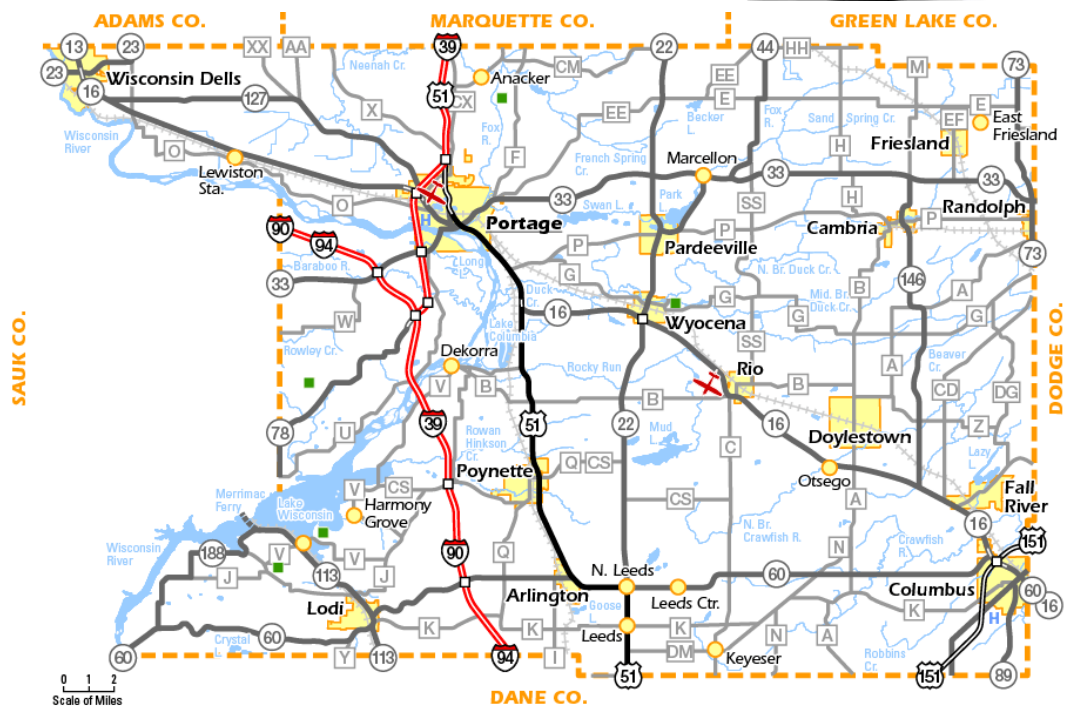 ADAMS CO.
MARQUETTE CO.
GREEN LAKE CO.
13
23
XX
AA
39
22
44
HH
Neenah Cr.
CM
M
23
Wisconsin Dells
Anacker
EE
73
16
127
51
CX
EE
E
E
X
Fox
R.
Becker
L.
Fox
R.
Sand Spring Cr.
EF
East
Friesland
Wisconsin
River
H
Friesland
O
F
French Spring
Cr.
Marcellon
H
Lewiston
Sta.
33
33
O
33
Park
L.
SS
H
Randolph
H
Swan L.
Portage
Cambria
P
90
94
P
Pardeeville
P
Baraboo R.
Long
L.
73
33
G
N. Br. Duck Cr.
B
146
A
Duck
Cr.
G
Mid. Br.
Duck Cr.
16
W
Lake
Columbia
Wyocena
G
G
SAUK CO.
Rowley Cr.
SS
DODGE CO.
Dekorra
Rocky Run
Rio
N
Beaver
Cr.
V
B
B
B
CD
DG
39
51
22
16
78
U
Rowan
Hinkson
Cr.
Mud
L.
C
Doylestown
Z
Poynette
Q
CS
Lazy
L.
Otsego
Merrimac
Ferry
Lake
Wisconsin
V
CS
Fall
River
Harmony
Grove
CS
A
16
N. Br.
Crawfish R.
Crawfish
R.
151
Wisconsin
River
188
V
V
90
Q
N
J
113
J
N. Leeds
60
Columbus
Lodi
Arlington
Leeds Ctr.
60
Goose
L.
16
K
K
K
K
H
60
Crystal
L.
Leeds
N
A
60
Y
113
94
I
DM
Keyeser
Robbins
Cr.
51
151
89
0 1 2
Scale of Miles
DANE CO.